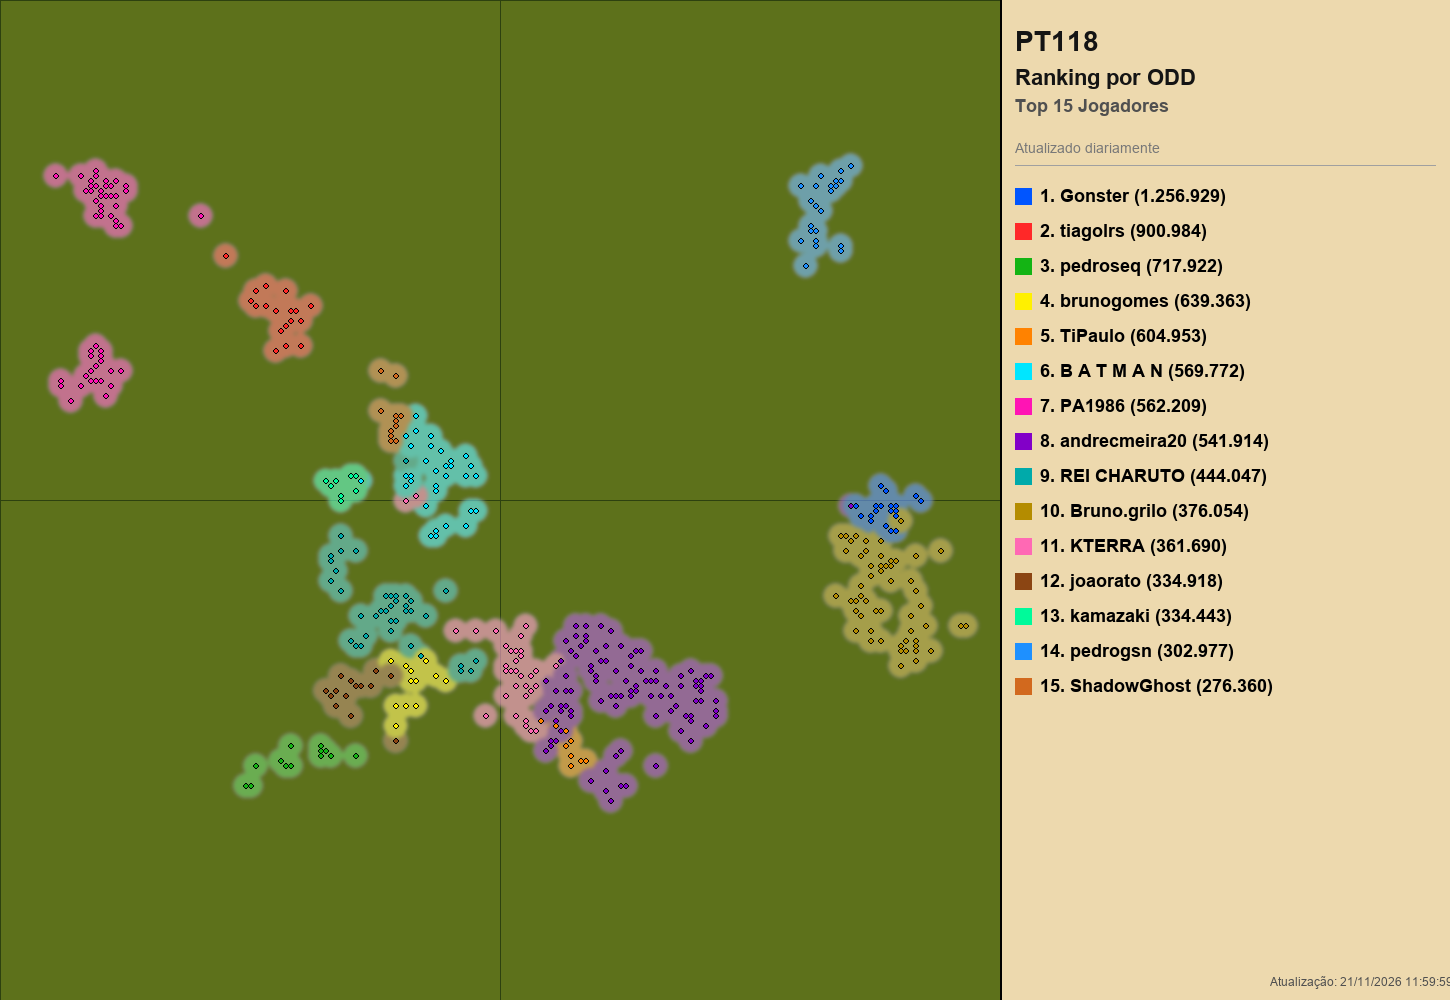 PT118
Ranking por ODD
Top 15 Jogadores
Atualizado diariamente
1. Gonster (1.256.929)
2. tiagolrs (900.984)
3. pedroseq (717.922)
4. brunogomes (639.363)
5. TiPaulo (604.953)
6. B A T M A N (569.772)
7. PA1986 (562.209)
8. andrecmeira20 (541.914)
9. REI CHARUTO (444.047)
10. Bruno.grilo (376.054)
11. KTERRA (361.690)
12. joaorato (334.918)
13. kamazaki (334.443)
14. pedrogsn (302.977)
15. ShadowGhost (276.360)
Atualização: 21/11/2026 11:59:59